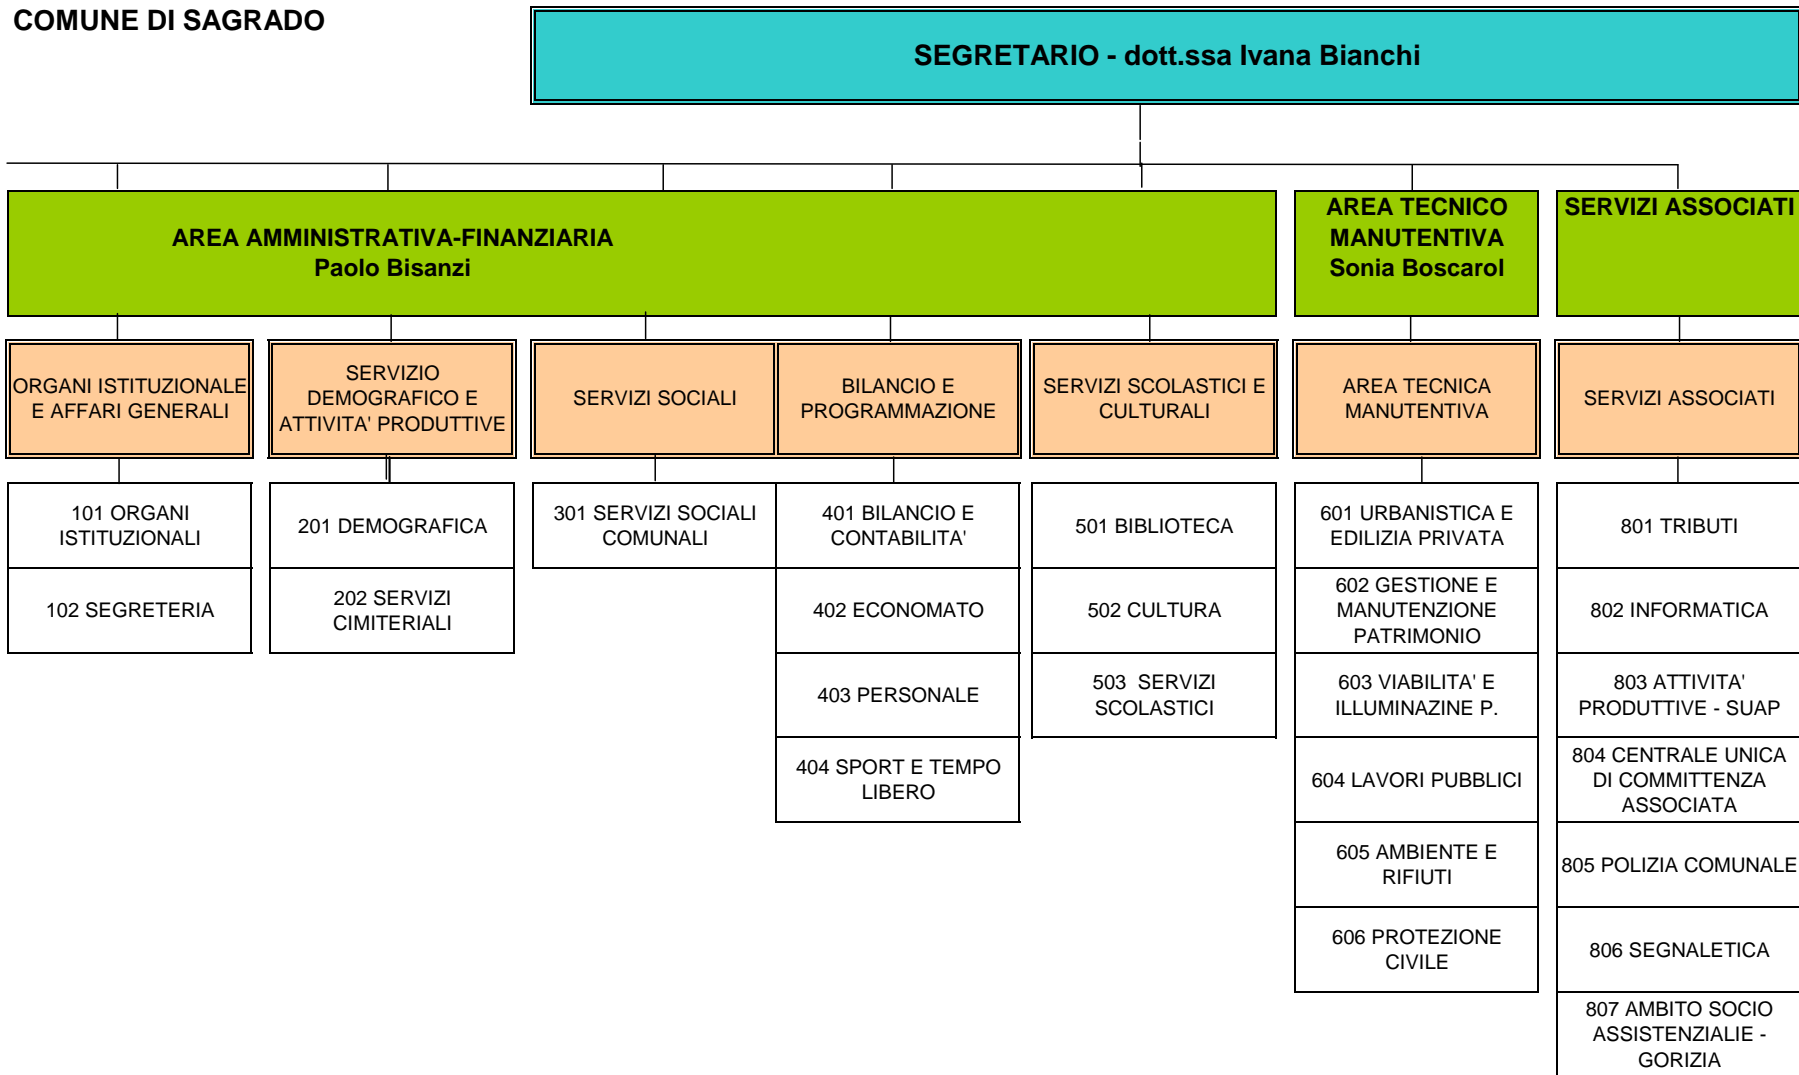 COMUNE DI SAGRADO
SEGRETARIO - dott.ssa Ivana Bianchi
AREA AMMINISTRATIVA-FINANZIARIA
Paolo Bisanzi
AREA TECNICO
MANUTENTIVA
Sonia Boscarol
SERVIZI ASSOCIATI
ORGANI ISTITUZIONALE
E AFFARI GENERALI
SERVIZIO
DEMOGRAFICO E
ATTIVITA' PRODUTTIVE
SERVIZI SOCIALI
BILANCIO E
PROGRAMMAZIONE
SERVIZI SCOLASTICI E
CULTURALI
AREA TECNICA
MANUTENTIVA
SERVIZI ASSOCIATI
101 ORGANI
ISTITUZIONALI
102 SEGRETERIA
201 DEMOGRAFICA
202 SERVIZI
CIMITERIALI
301 SERVIZI SOCIALI
COMUNALI
401 BILANCIO E
CONTABILITA'
402 ECONOMATO
403 PERSONALE
404 SPORT E TEMPO
LIBERO
501 BIBLIOTECA
502 CULTURA
503 SERVIZI
SCOLASTICI
601 URBANISTICA E
EDILIZIA PRIVATA
602 GESTIONE E
MANUTENZIONE
PATRIMONIO
603 VIABILITA' E
ILLUMINAZINE P.
604 LAVORI PUBBLICI
605 AMBIENTE E
RIFIUTI
606 PROTEZIONE
CIVILE
801 TRIBUTI
802 INFORMATICA
803 ATTIVITA'
PRODUTTIVE - SUAP
804 CENTRALE UNICA
DI COMMITTENZA
ASSOCIATA
805 POLIZIA COMUNALE
806 SEGNALETICA
807 AMBITO SOCIO
ASSISTENZIALIE -
GORIZIA